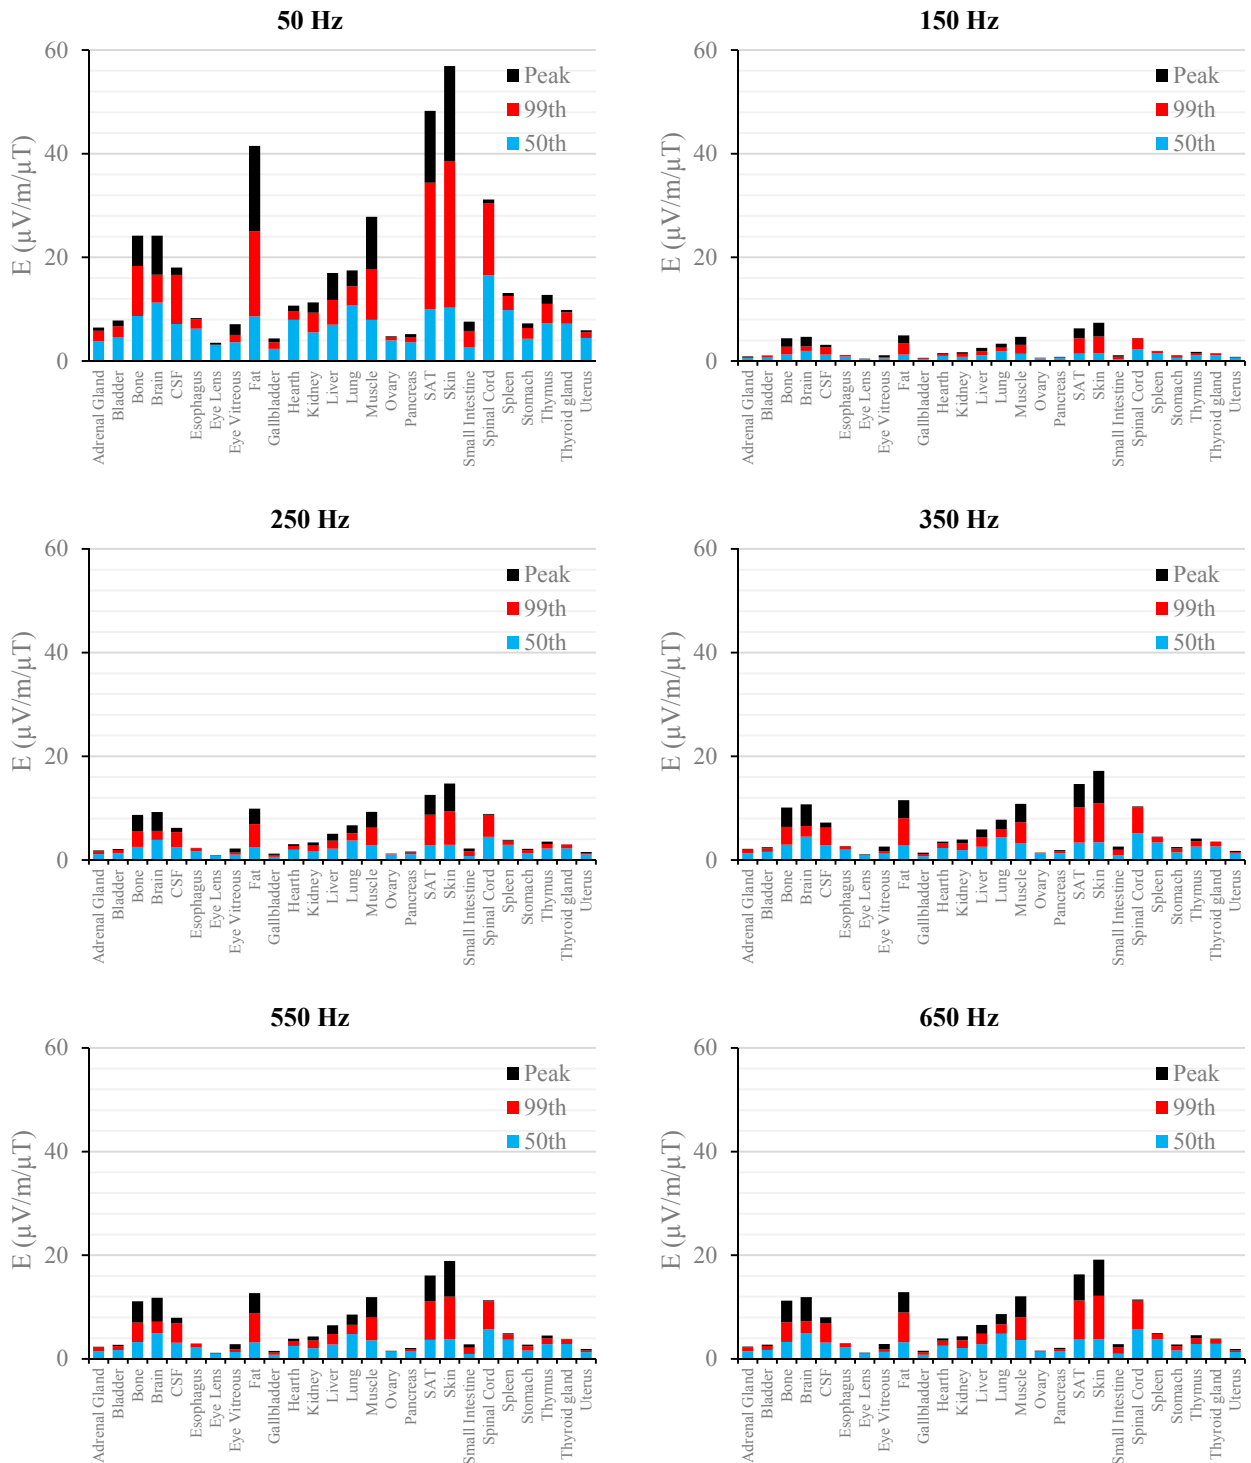 50 Hz
60
40
20
0
E (µV/m/µT)
Peak
99th
50th
Adrenal Gland
Bladder
Bone
Brain
CSF
Esophagus
Eye Lens
Eye Vitreous
Fat
Gallbladder
Hearth
Kidney
Liver
Lung
Muscle
Ovary
Pancreas
SAT
Skin
Small Intestine
Spinal Cord
Spleen
Stomach
Thymus
Thyroid gland
Uterus
150 Hz
60
40
20
0
E (µV/m/µT)
Peak
99th
50th
Adrenal Gland
Bladder
Bone
Brain
CSF
Esophagus
Eye Lens
Eye Vitreous
Fat
Gallbladder
Hearth
Kidney
Liver
Lung
Muscle
Ovary
Pancreas
SAT
Skin
Small Intestine
Spinal Cord
Spleen
Stomach
Thymus
Thyroid gland
Uterus
250 Hz
60
40
20
0
E (µV/m/µT)
Peak
99th
50th
Adrenal Gland
Bladder
Bone
Brain
CSF
Esophagus
Eye Lens
Eye Vitreous
Fat
Gallbladder
Hearth
Kidney
Liver
Lung
Muscle
Ovary
Pancreas
SAT
Skin
Small Intestine
Spinal Cord
Spleen
Stomach
Thymus
Thyroid gland
Uterus
350 Hz
60
40
20
0
E (µV/m/µT)
Peak
99th
50th
Adrenal Gland
Bladder
Bone
Brain
CSF
Esophagus
Eye Lens
Eye Vitreous
Fat
Gallbladder
Hearth
Kidney
Liver
Lung
Muscle
Ovary
Pancreas
SAT
Skin
Small Intestine
Spinal Cord
Spleen
Stomach
Thymus
Thyroid gland
Uterus
550 Hz
60
40
20
0
E (µV/m/µT)
Peak
99th
50th
Adrenal Gland
Bladder
Bone
Brain
CSF
Esophagus
Eye Lens
Eye Vitreous
Fat
Gallbladder
Hearth
Kidney
Liver
Lung
Muscle
Ovary
Pancreas
SAT
Skin
Small Intestine
Spinal Cord
Spleen
Stomach
Thymus
Thyroid gland
Uterus
650 Hz
60
40
20
0
E (µV/m/µT)
Peak
99th
50th
Adrenal Gland
Bladder
Bone
Brain
CSF
Esophagus
Eye Lens
Eye Vitreous
Fat
Gallbladder
Hearth
Kidney
Liver
Lung
Muscle
Ovary
Pancreas
SAT
Skin
Small Intestine
Spinal Cord
Spleen
Stomach
Thymus
Thyroid gland
Uterus